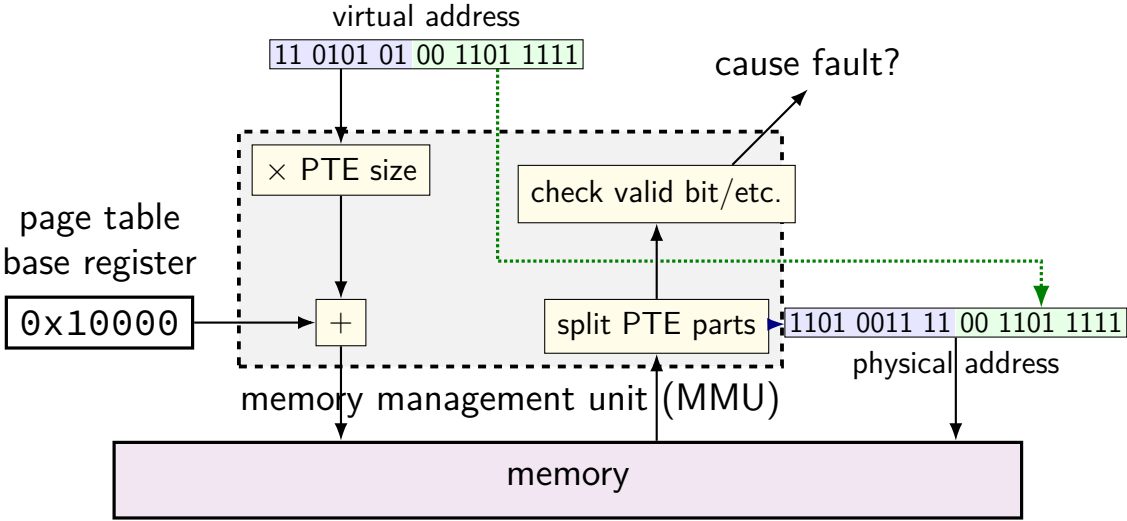 virtual address
11 0101 01 00 1101 1111
cause fault?
× PTE size
check valid bit/etc.
page table
base register
0x10000
+
split PTE parts
1101 0011 11 00 1101 1111
physical address
memory management unit (MMU)
memory